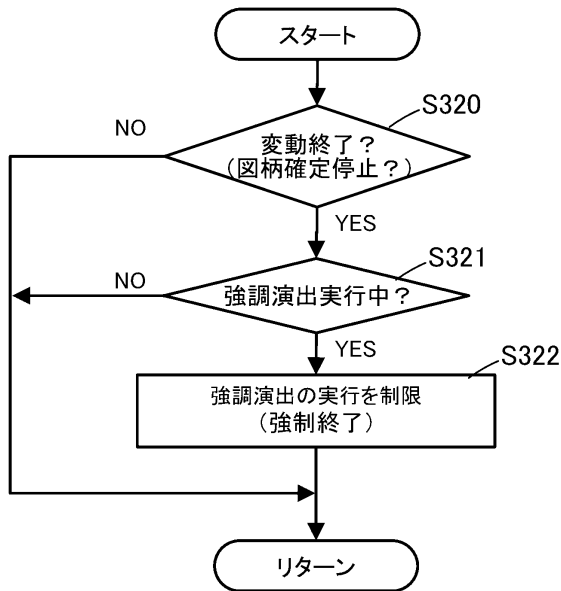 スタート
S320
NO
変動終了？
(図柄確定停止？)
YES
S321
NO
強調演出実行中？
YES
S322
強調演出の実行を制限
（強制終了）
リターン